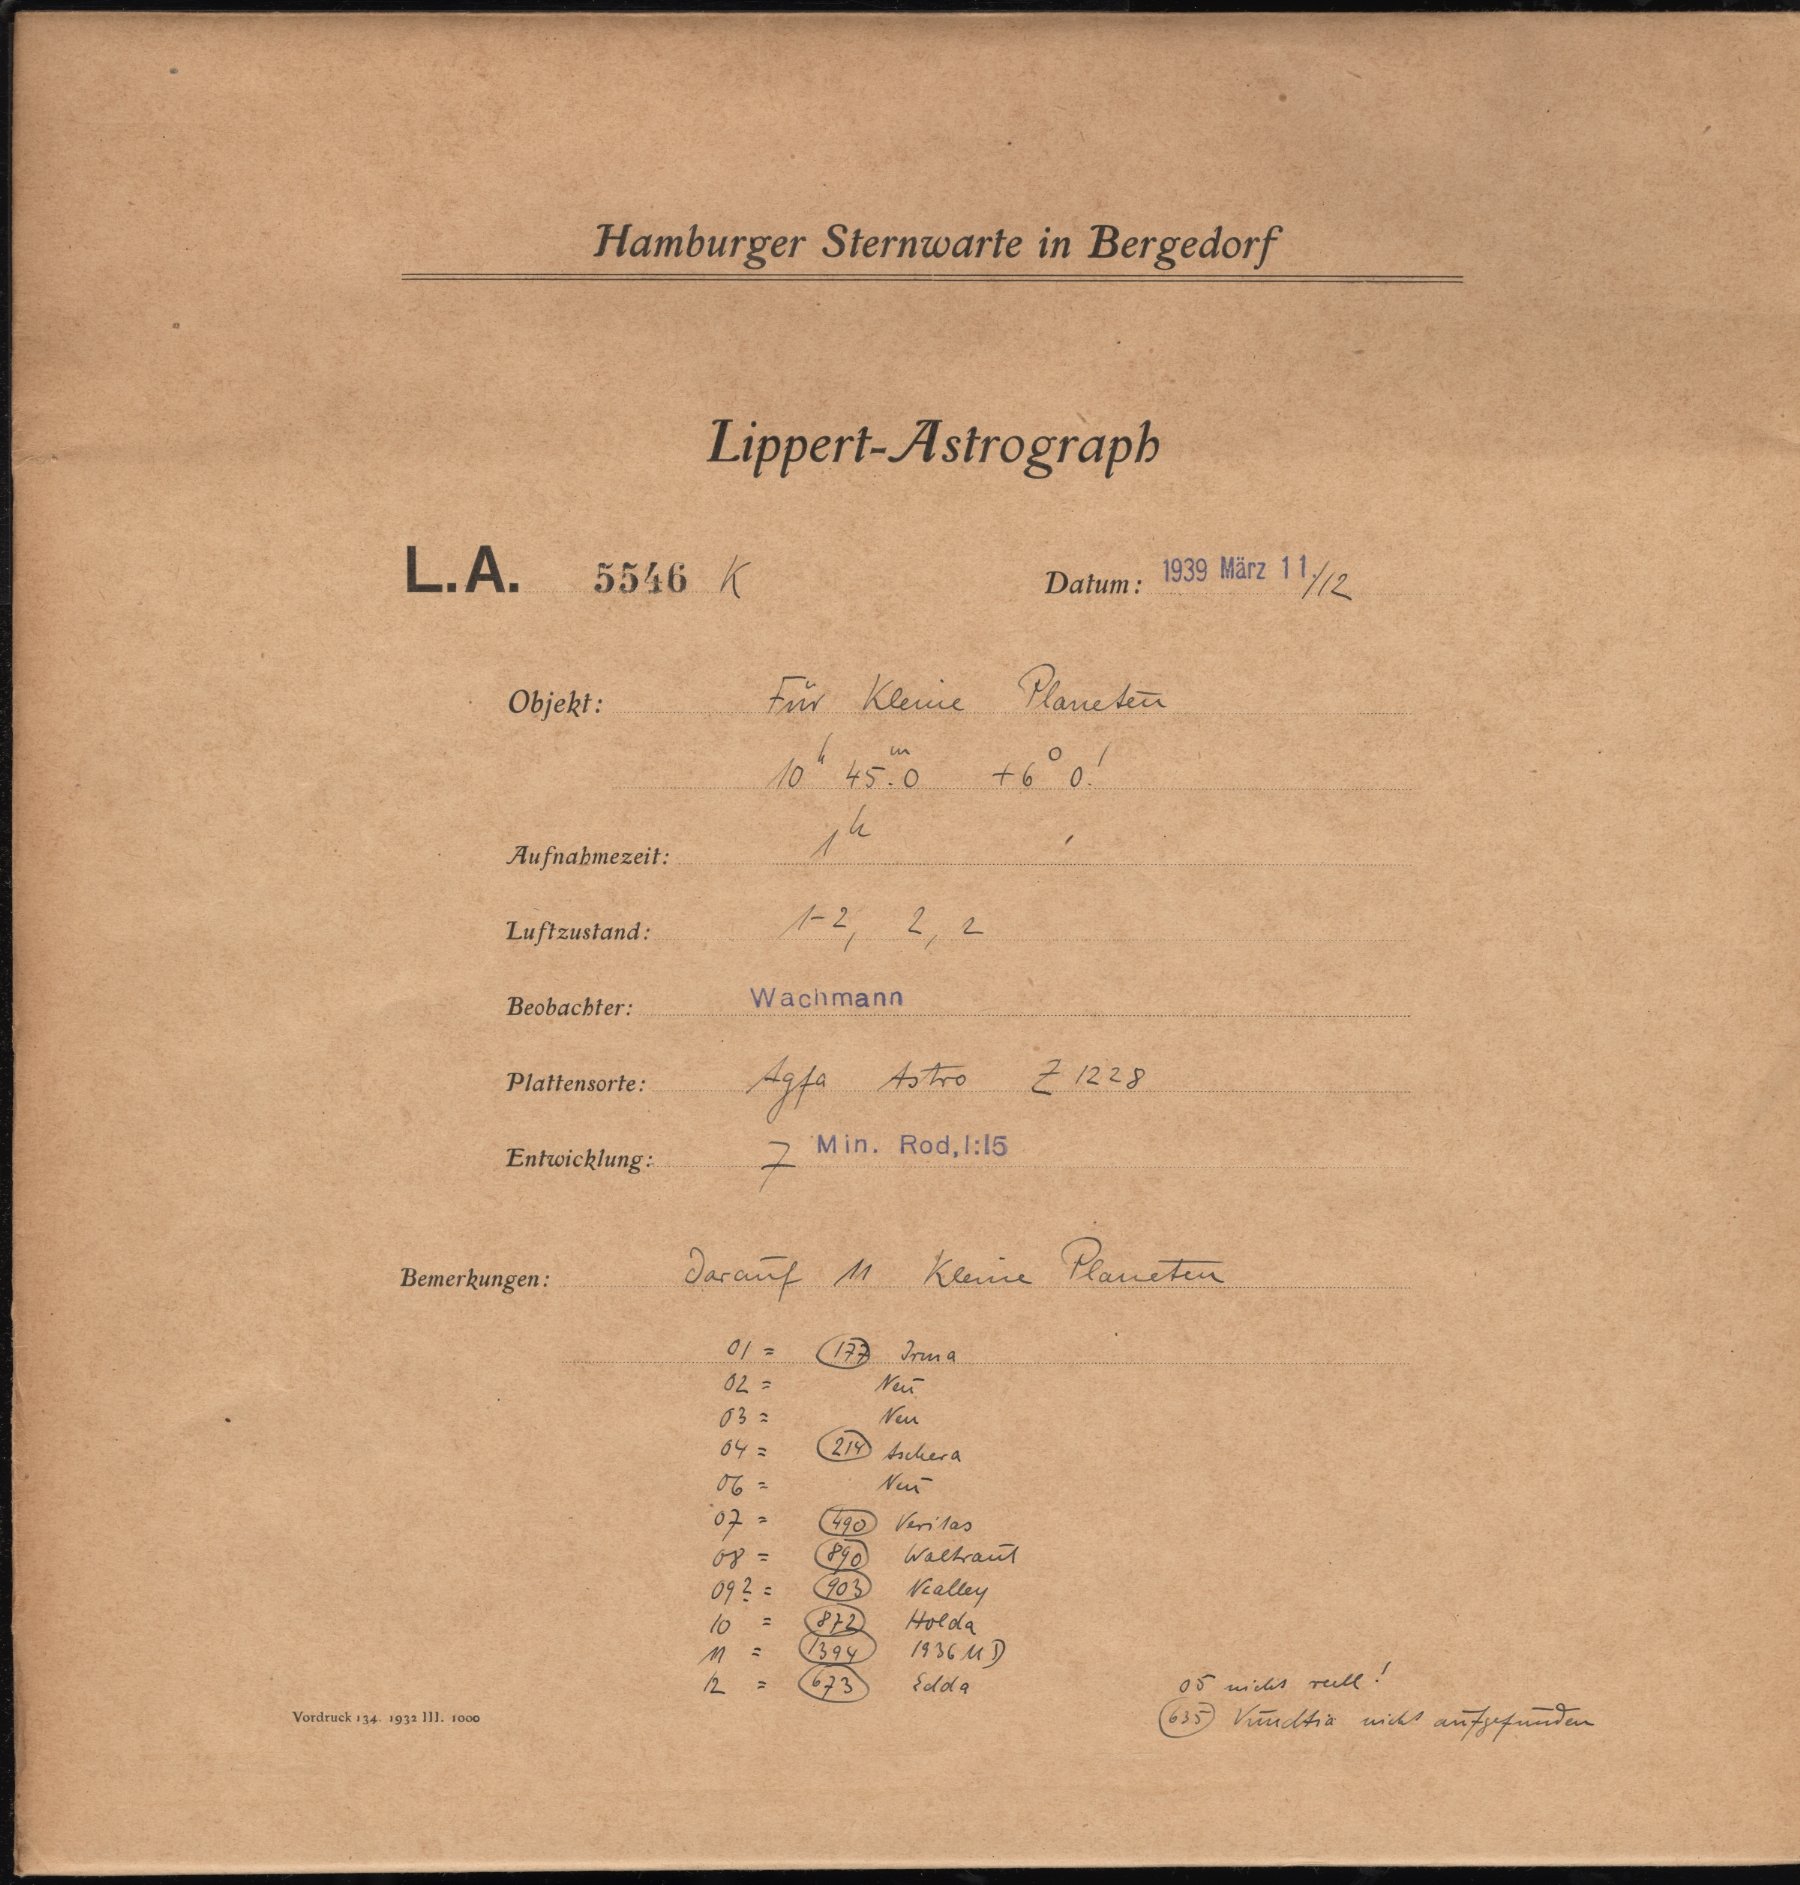 Hamburger Sternwarte in Bergedorf
Lippert-Astrograph
L.A. 5546 K Datum: 1939 März 11./12
Objekt: Für Kleine Planeten
10h 45m.0 +6° 0!
Aufnahmezeit: 1h
Luftzustand: 1-2, 2, 2
Beobachter: Wachmann
Plattensorte: Agfa Astro Z 1228
Entwicklung: 7 Min. Rod, 1:15
Bemerkungen: Darauf 11 Kleine Planeten
01 = 177 Irma
02 = Neu
03 = Neu
04 = 214 Aschera
06 = Neu
07 = 490 Veritas
08 = 890 Waltraut
09? = 903 Nealley
10 = 872 Holda
11 = 1394 1936 UD
12 = 673 Edda
05 nicht reell!
635 Vundtia nicht aufgefunden
Vordruck 134. 1932 III. 1000